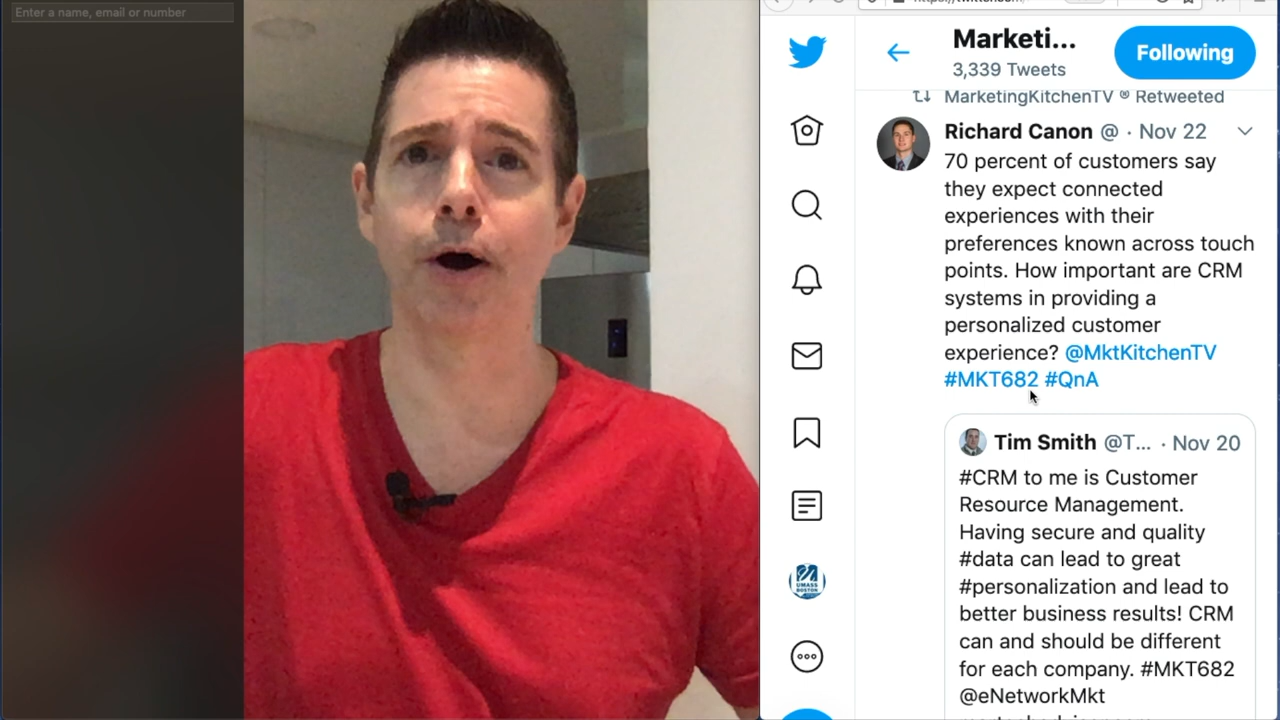 Enter a name, email or number
Marketi...
3,339 Tweets
Following
MarketingKitchenTV ® Retweeted
Richard Canon @ · Nov 22
70 percent of customers say
they expect connected
experiences with their
preferences known across touch
points. How important are CRM
systems in providing a
personalized customer
experience? @MktKitchenTV
#MKT682 #QnA
Tim Smith @T... · Nov 20
#CRM to me is Customer
Resource Management.
Having secure and quality
#data can lead to great
#personalization and lead to
better business results! CRM
can and should be different
for each company. #MKT682
@eNetworkMkt
UMASS
BOSTON